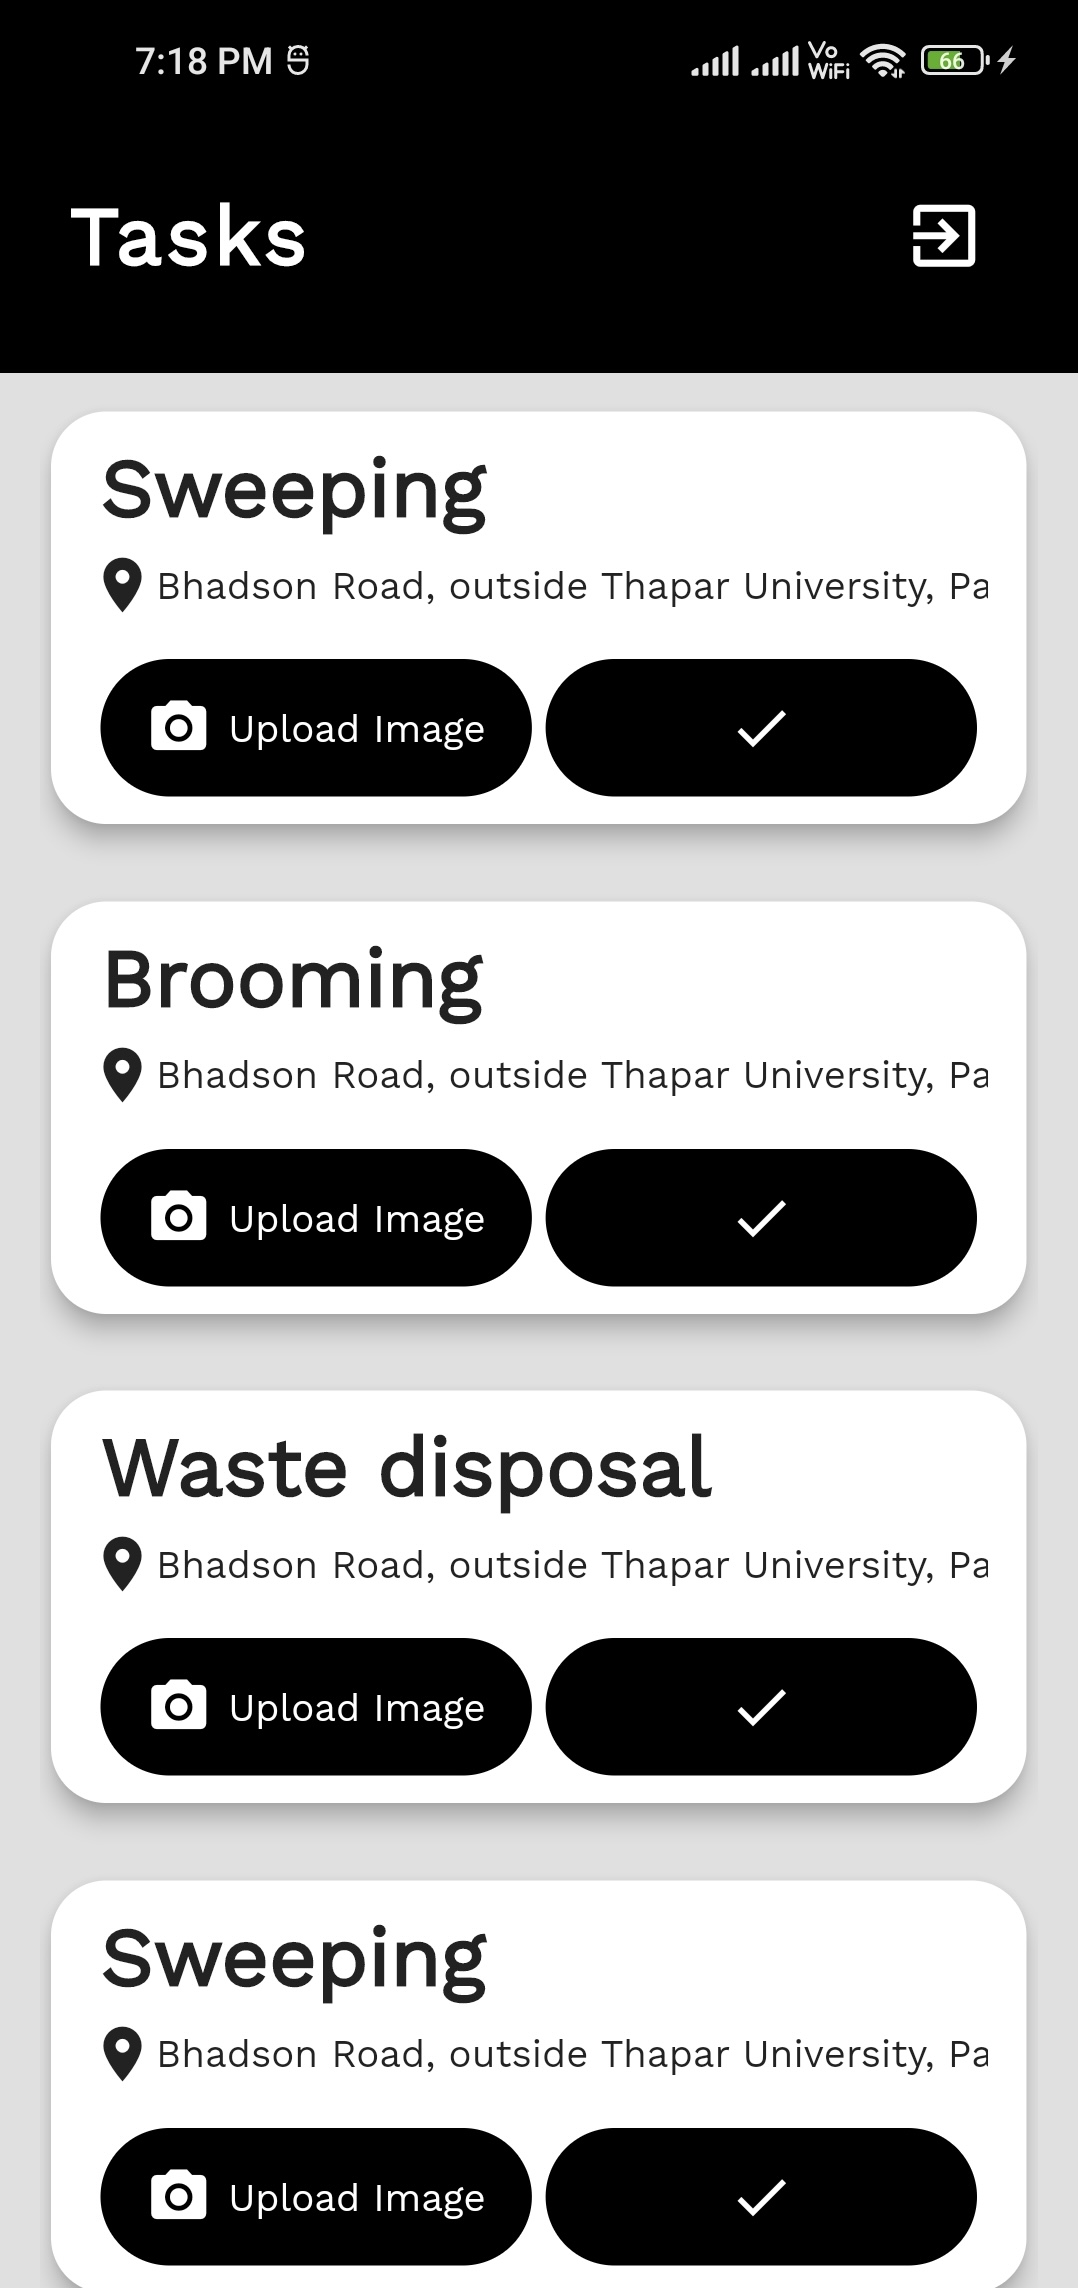 7:18 PM
Vo
WiFi
66
Tasks
Sweeping
Bhadson Road, outside Thapar University, Pa
Upload Image
Brooming
Bhadson Road, outside Thapar University, Pa
Upload Image
Waste disposal
Bhadson Road, outside Thapar University, Pa
Upload Image
Sweeping
Bhadson Road, outside Thapar University, Pa
Upload Image